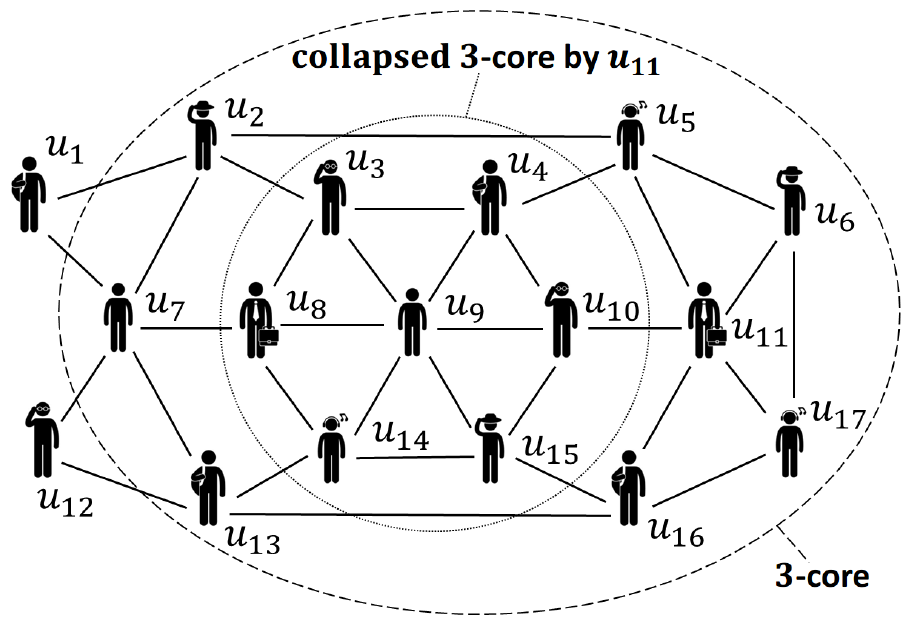 collapsed 3-core by u11
u2
u5
u1
u3
u4
u6
u7
u8
u9
u10
u11
u17
u14
u15
u12
u13
u16
3-core